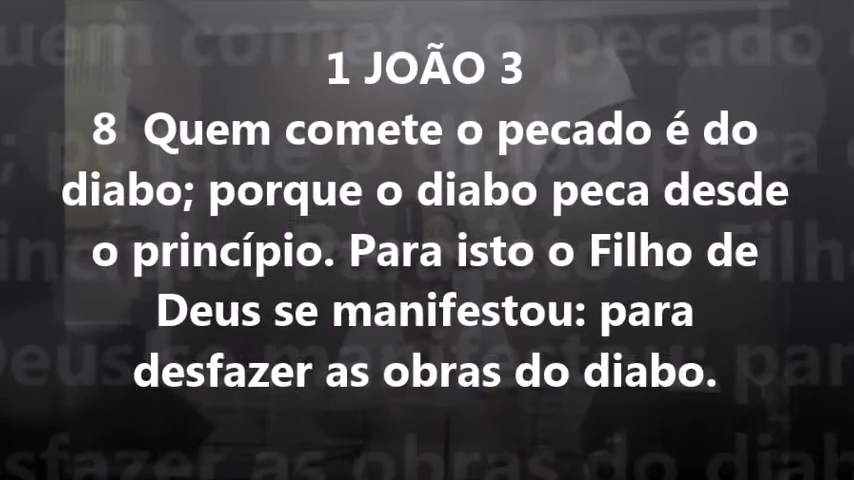 1 JOÃO 3
8 Quem comete o pecado é do
diabo; porque o diabo peca desde
o princípio. Para isto o Filho de
Deus se manifestou: para
desfazer as obras do diabo.